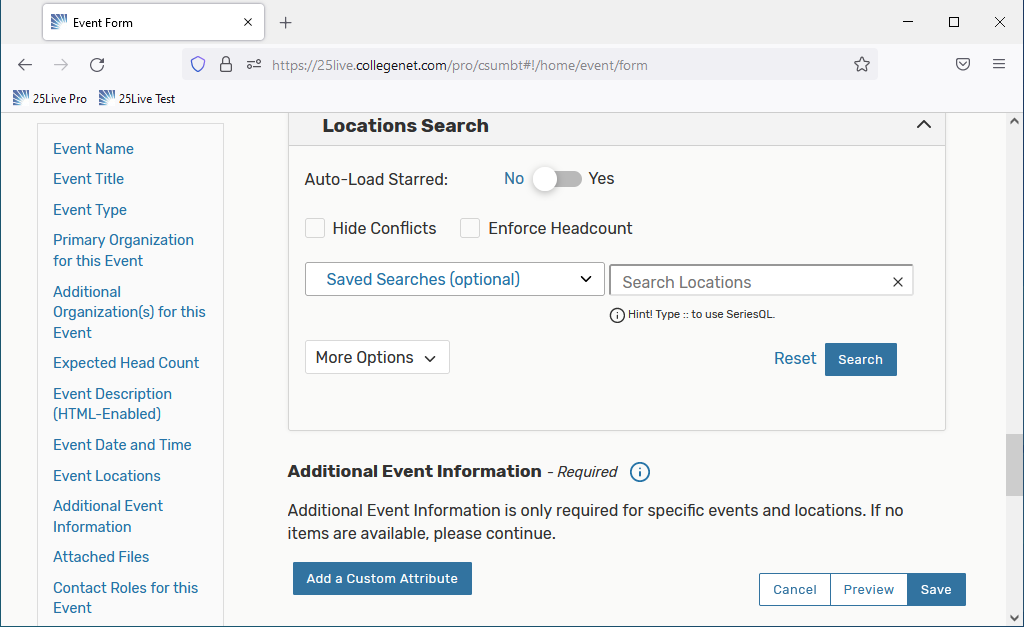 Event Form
https://25live.collegenet.com/pro/csumbt#!/home/event/form
25Live Pro 25Live Test
Event Name
Event Title
Event Type
Primary Organization
for this Event
Additional
Organization(s) for this
Event
Expected Head Count
Event Description
(HTML-Enabled)
Event Date and Time
Event Locations
Additional Event
Information
Attached Files
Contact Roles for this
Event
Locations Search
Auto-Load Starred: No Yes
Hide Conflicts Enforce Headcount
Saved Searches (optional) Search Locations
Hint! Type :: to use SeriesQL.
More Options Reset Search
Additional Event Information - Required
Additional Event Information is only required for specific events and locations. If no
items are available, please continue.
Add a Custom Attribute
Cancel Preview Save